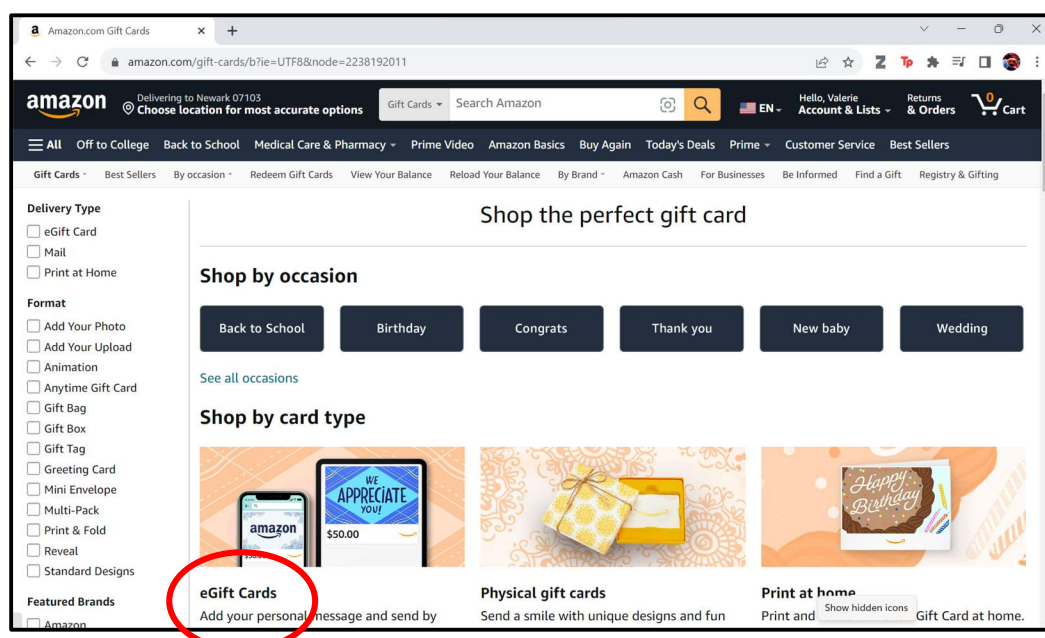 a Amazon.com Gift Cards
amazon.com/gift-cards/b?ie=UTF8&node=2238192011
amazon Delivering to Newark 07103 Choose location for most accurate options Gift Cards Search Amazon EN Hello, Valerie Account & Lists Returns & Orders 0 Cart
All Off to College Back to School Medical Care & Pharmacy Prime Video Amazon Basics Buy Again Today's Deals Prime Customer Service Best Sellers
Gift Cards Best Sellers By occasion Redeem Gift Cards View Your Balance Reload Your Balance By Brand Amazon Cash For Businesses Be Informed Find a Gift Registry & Gifting
Delivery Type
eGift Card
Mail
Print at Home
Format
Add Your Photo
Add Your Upload
Animation
Anytime Gift Card
Gift Bag
Gift Box
Gift Tag
Greeting Card
Mini Envelope
Multi-Pack
Print & Fold
Reveal
Standard Designs
Featured Brands
Amazon
Shop the perfect gift card
Shop by occasion
Back to School Birthday Congrats Thank you New baby Wedding
See all occasions
Shop by card type
WE
APPRECIATE
YOU!
$50.00
amazon
Happy
Birthday
eGift Cards
Add your personal message and send by
Physical gift cards
Send a smile with unique designs and fun
Print at home
Print and Gift Card at home.
Show hidden icons